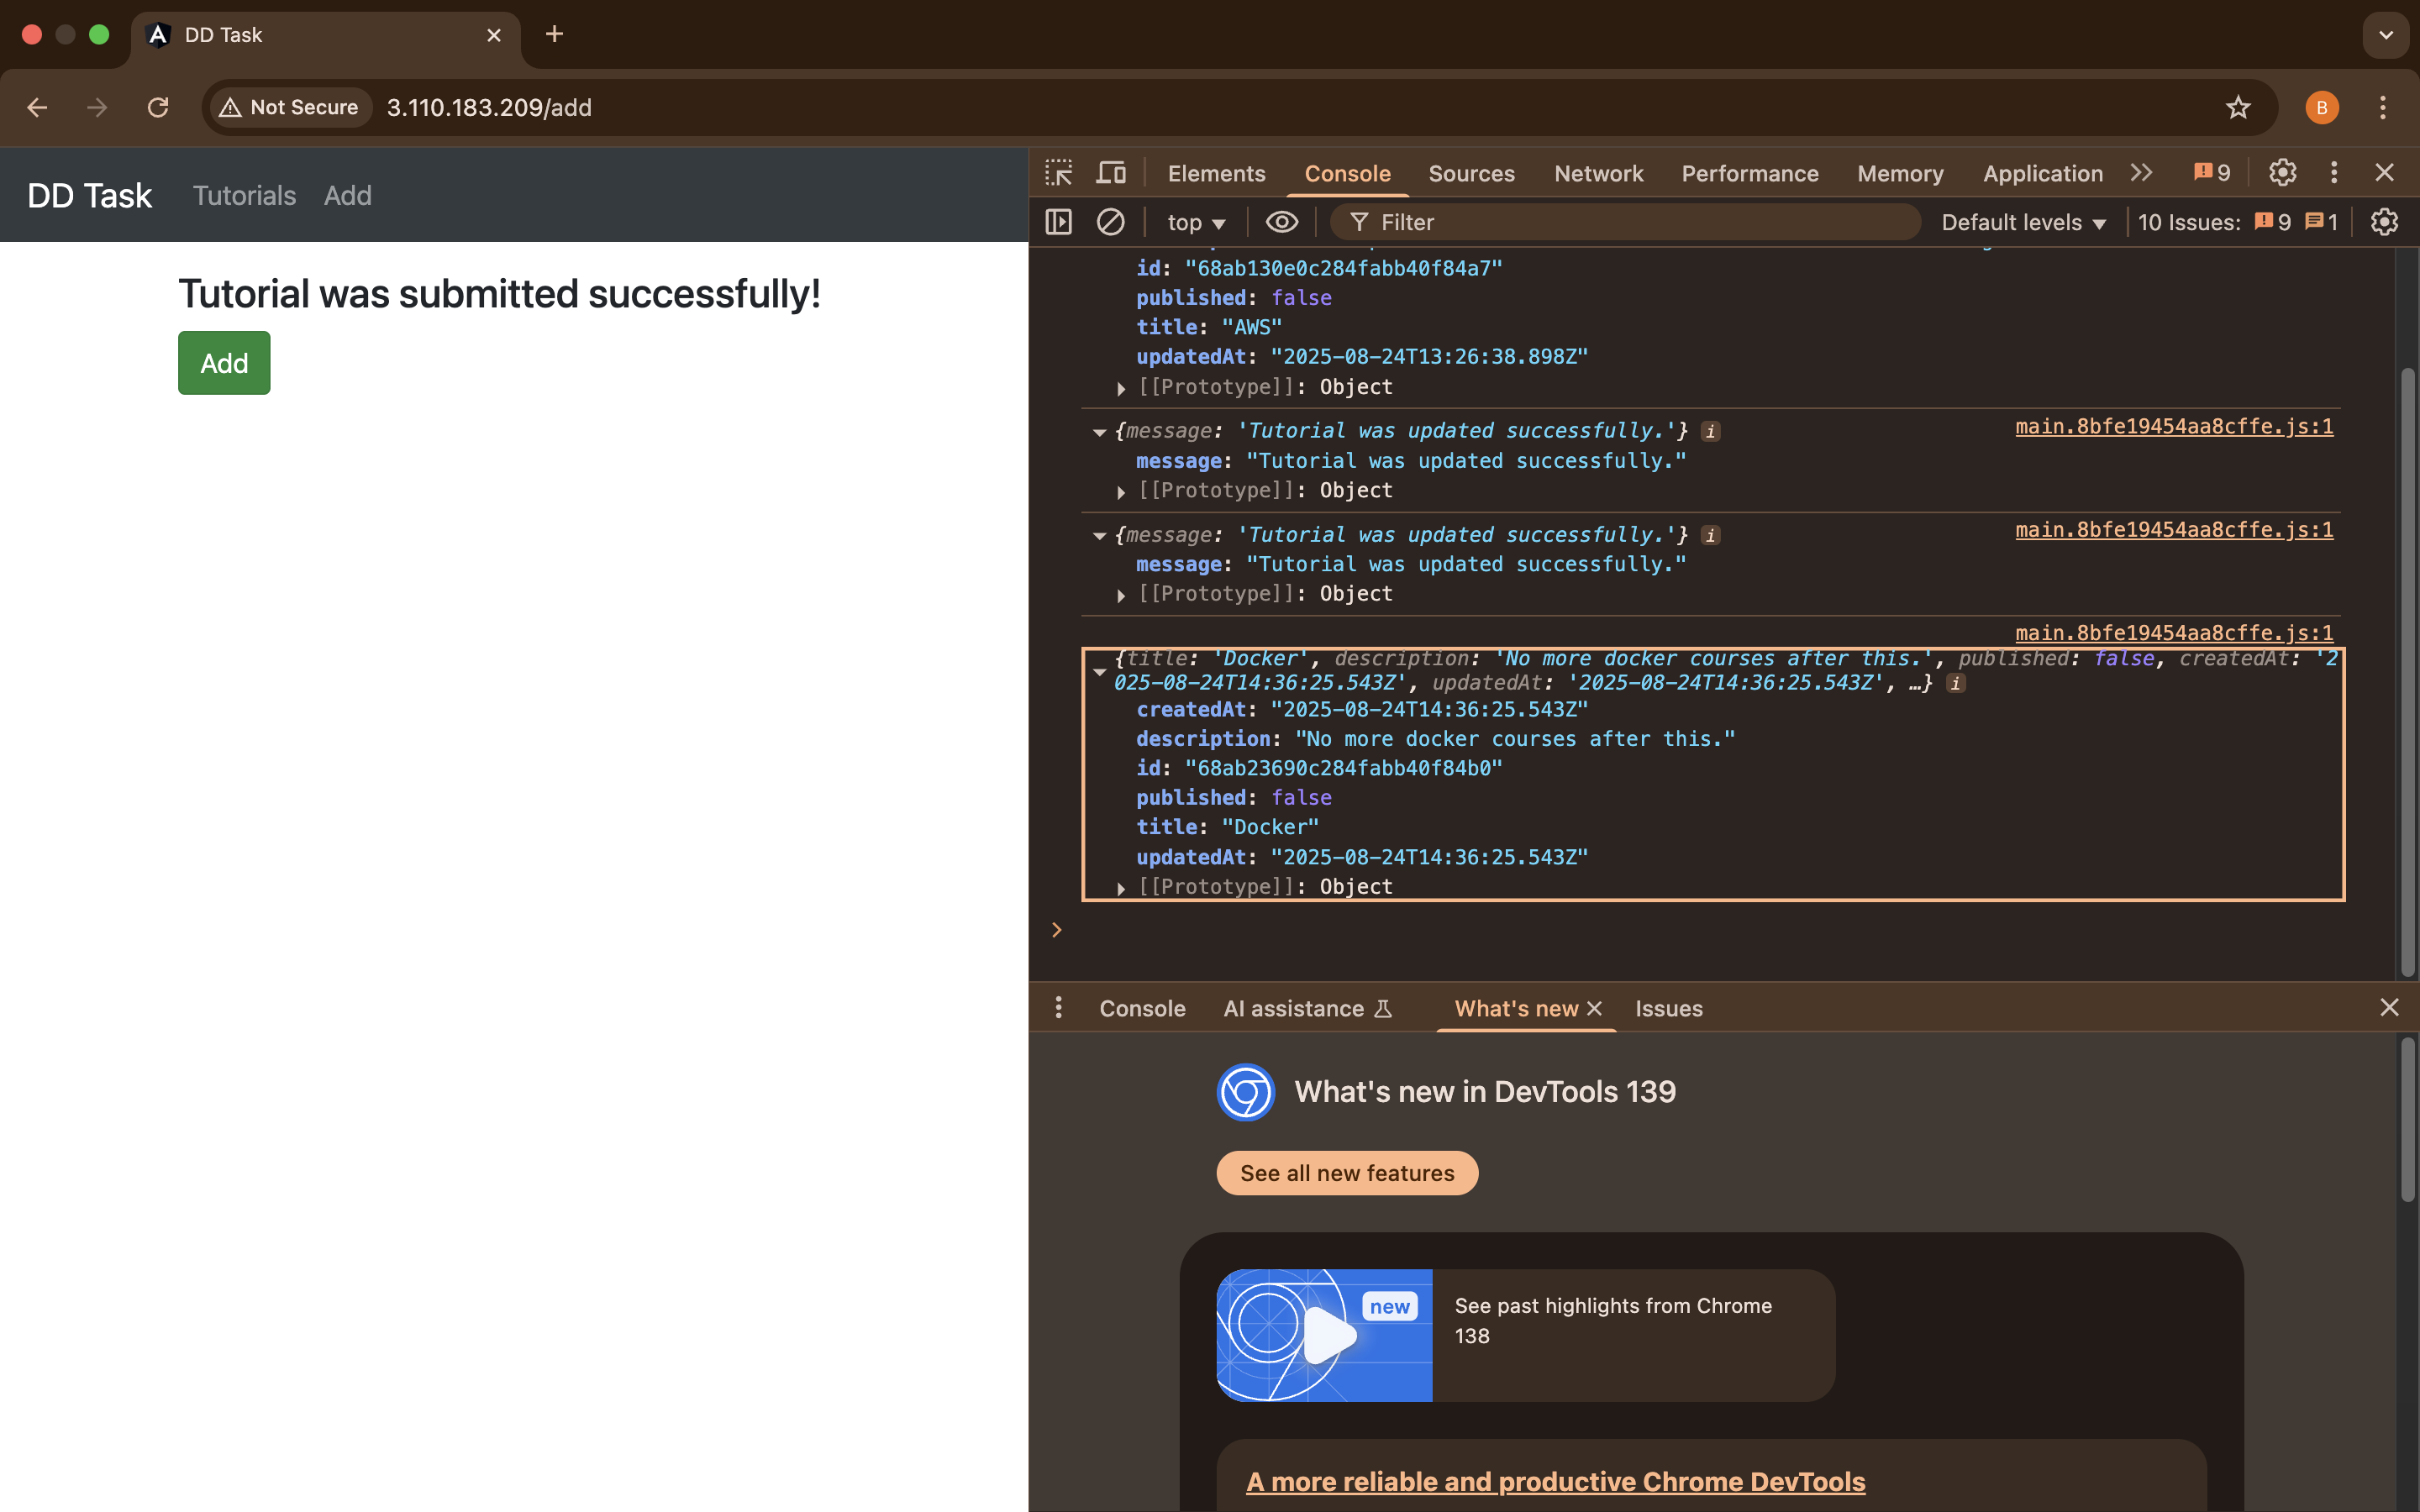 DD Task
Not Secure 3.110.183.209/add
B
DD Task Tutorials Add
Tutorial was submitted successfully!
Add
Elements Console Sources Network Performance Memory Application 9
top Filter Default levels 10 Issues: 9 1
id: "68ab130e0c284fabb40f84a7"
published: false
title: "AWS"
updatedAt: "2025-08-24T13:26:38.898Z"
[[Prototype]]: Object
main.8bfe19454aa8cffe.js:1
{message: 'Tutorial was updated successfully.'} i
message: "Tutorial was updated successfully."
[[Prototype]]: Object
main.8bfe19454aa8cffe.js:1
{message: 'Tutorial was updated successfully.'} i
message: "Tutorial was updated successfully."
[[Prototype]]: Object
main.8bfe19454aa8cffe.js:1
{title: 'Docker', description: 'No more docker courses after this.', published: false, createdAt: '2
025-08-24T14:36:25.543Z', updatedAt: '2025-08-24T14:36:25.543Z', …} i
createdAt: "2025-08-24T14:36:25.543Z"
description: "No more docker courses after this."
id: "68ab23690c284fabb40f84b0"
published: false
title: "Docker"
updatedAt: "2025-08-24T14:36:25.543Z"
[[Prototype]]: Object
Console AI assistance What's new Issues
What's new in DevTools 139
See all new features
new
See past highlights from Chrome
138
A more reliable and productive Chrome DevTools